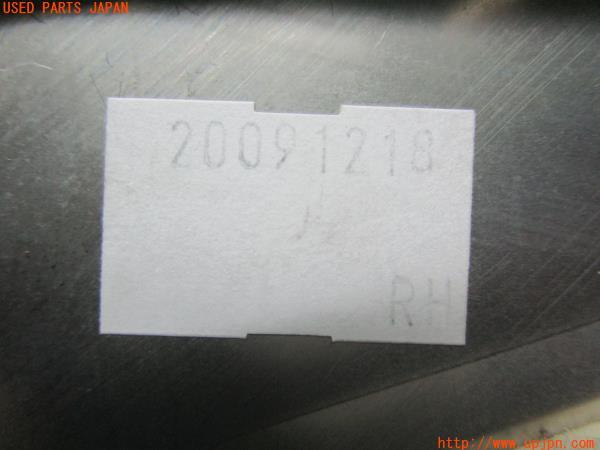 USED PARTS JAPAN
20091218
RH
http://www.upjpn.com